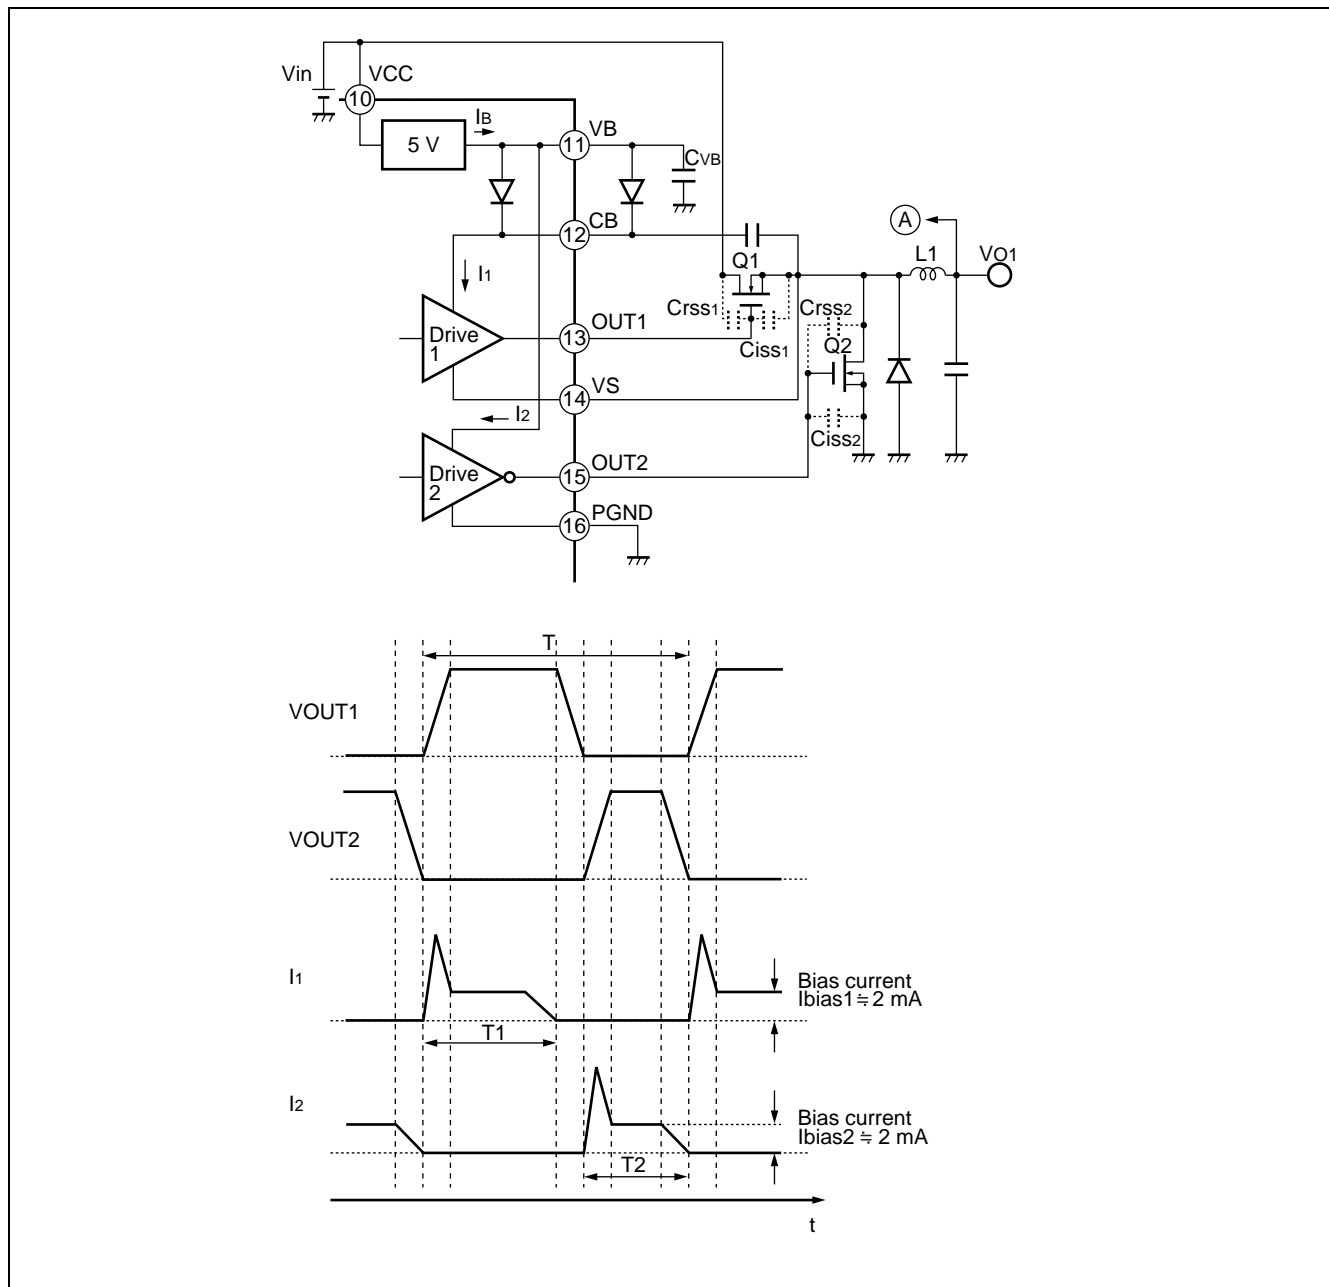 Vin
VCC
10
IB
VB
5 V
11
CVB
CB
12
A
Q1
L1
VO1
I1
Crss1
Crss2
OUT1
Drive
1
13
Ciss1
Q2
VS
14
I2
Ciss2
OUT2
Drive
2
15
PGND
16
T
VOUT1
VOUT2
I1
Bias current
Ibias1≒2 mA
T1
I2
Bias current
Ibias2 ≒ 2 mA
T2
t